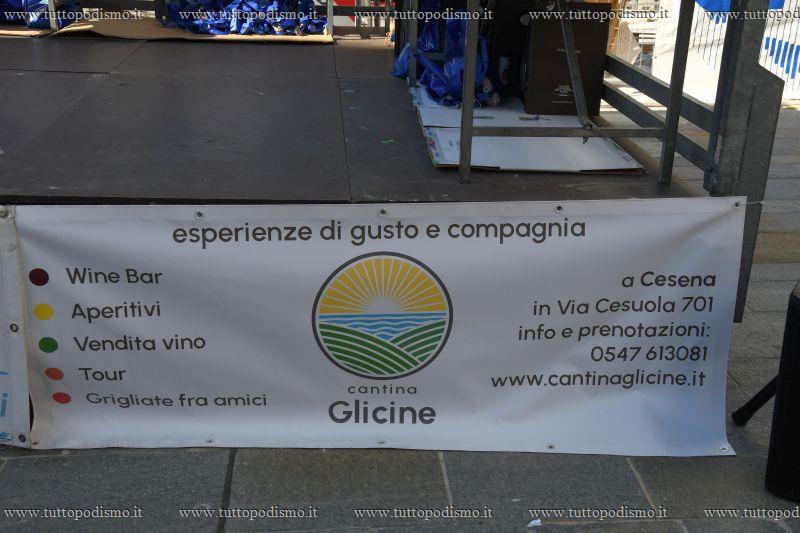 www.tuttopodismo.it www.tuttopodismo.it www.tuttopodismo.it www.tuttopodismo.it www.tuttopodismo.it
esperienze di gusto e compagnia
Wine Bar
Aperitivi
Vendita vino
Tour
Grigliate fra amici
cantina
Glicine
a Cesena
in Via Cesuola 701
info e prenotazioni:
0547 613081
www.cantinaglicine.it
www.tuttopodismo.it www.tuttopodismo.it www.tuttopodismo.it www.tuttopodismo.it www.tuttopodismo.it